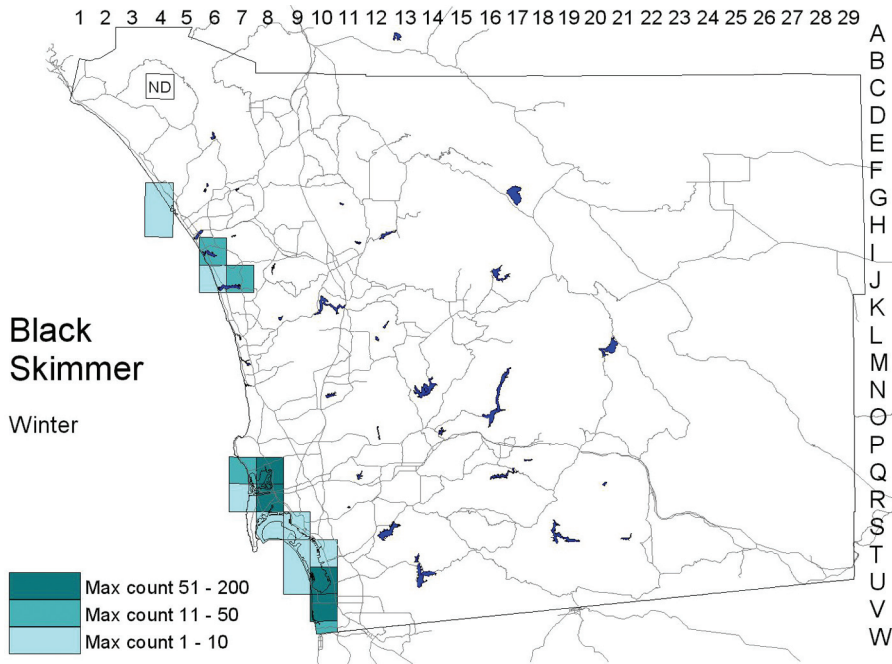 1 2 3 4 5 6 7 8 9 10 11 12 13 14 15 16 17 18 19 20 21 22 23 24 25 26 27 28 29
A
B
C
D
E
F
G
H
I
J
K
L
M
N
O
P
Q
R
S
T
U
V
W
ND
Black
Skimmer
Winter
Max count 51 - 200
Max count 11 - 50
Max count 1 - 10